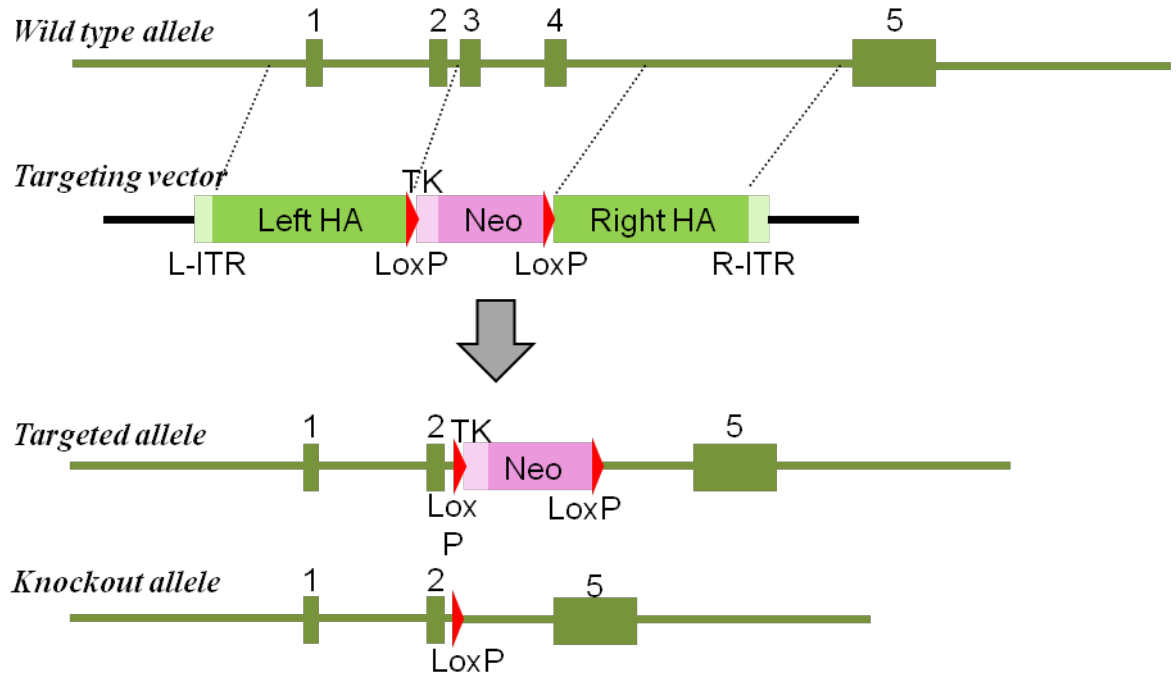 1 2 3 4 5
Wild type allele
Targeting vector
TK
Left HA Neo Right HA
L-ITR LoxP LoxP R-ITR
1 2 TK 5
Targeted allele
Neo
Lox
P
LoxP
Knockout allele
1 2 5
LoxP